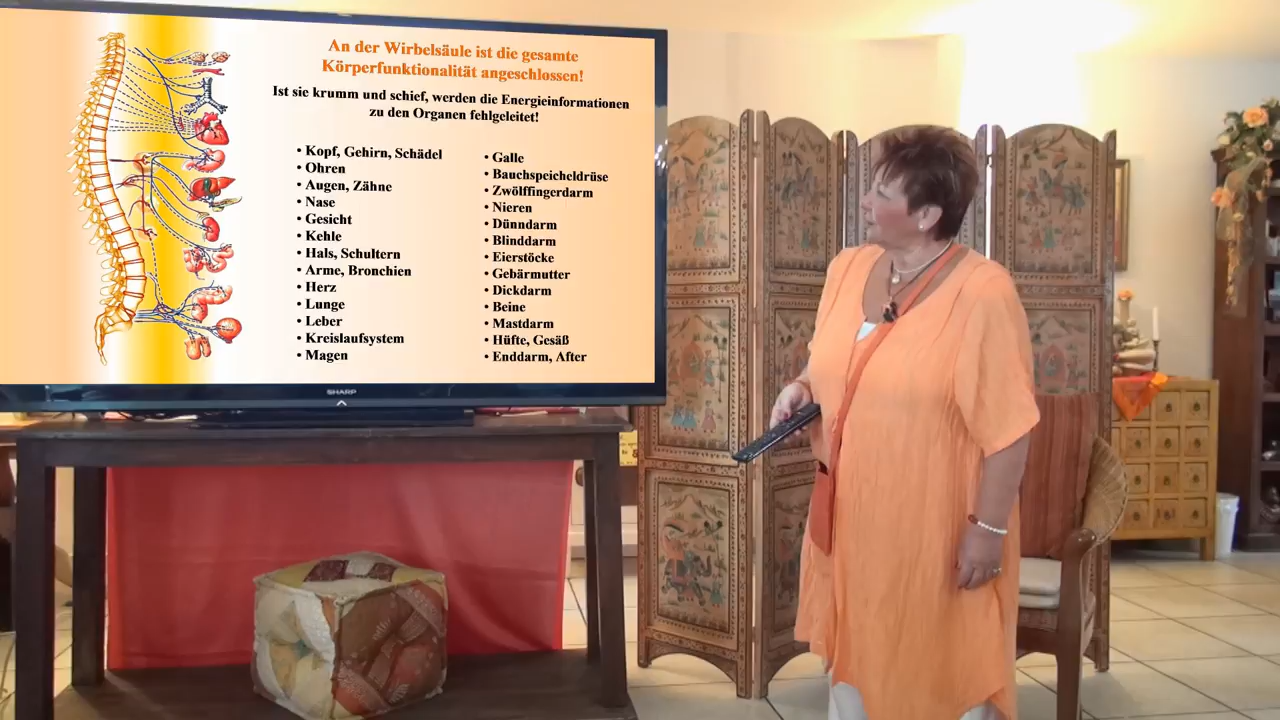 An der Wirbelsäule ist die gesamte
Körperfunktionalität angeschlossen!
Ist sie krumm und schief, werden die Energieinformationen
zu den Organen fehlgeleitet!
• Kopf, Gehirn, Schädel
• Ohren
• Augen, Zähne
• Nase
• Gesicht
• Kehle
• Hals, Schultern
• Arme, Bronchien
• Herz
• Lunge
• Leber
• Kreislaufsystem
• Magen
• Galle
• Bauchspeicheldrüse
• Zwölffingerdarm
• Nieren
• Dünndarm
• Blinddarm
• Eierstöcke
• Gebärmutter
• Dickdarm
• Beine
• Mastdarm
• Hüfte, Gesäß
• Enddarm, After
SHARP